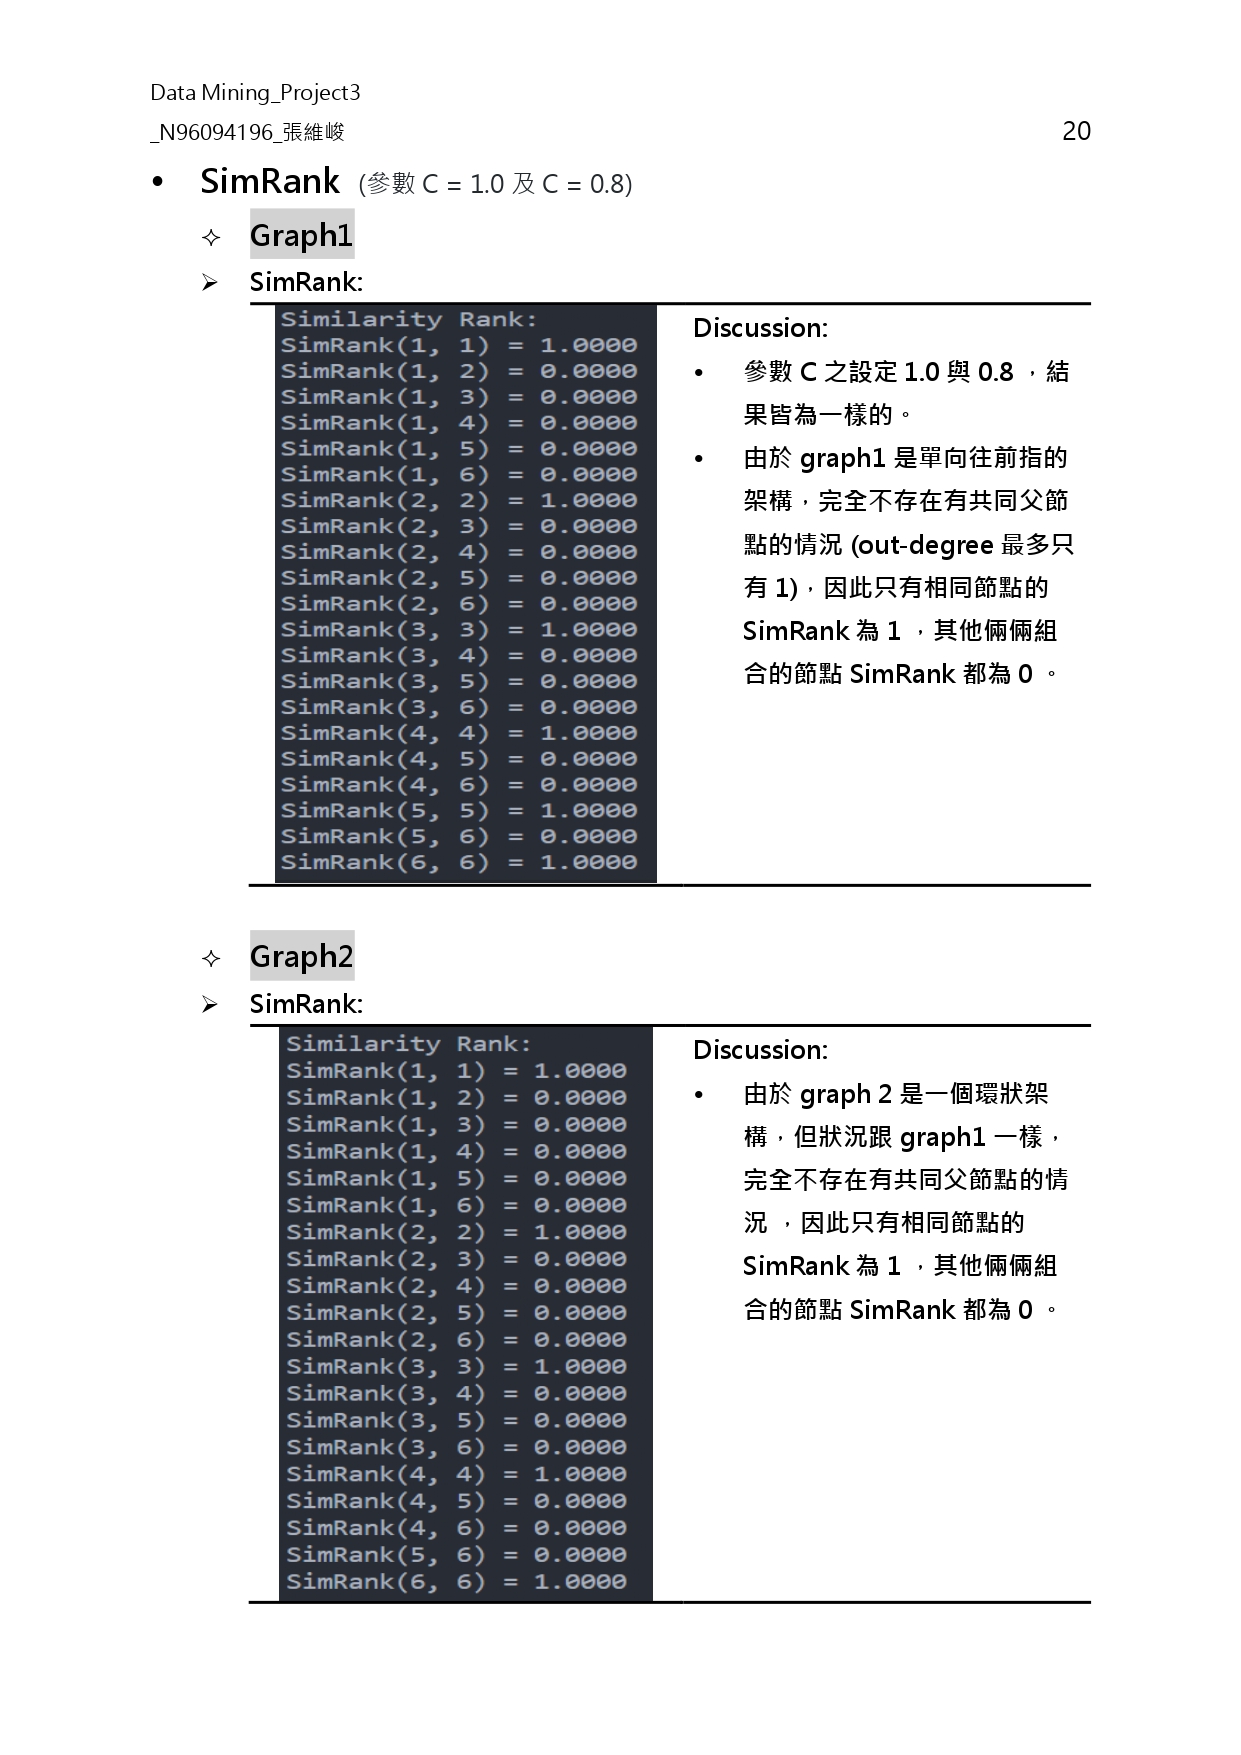 Data Mining_Project3
_N96094196_張維峻
20
• SimRank (參數 C = 1.0 及 C = 0.8)
✧ Graph1
➢ SimRank:
Similarity Rank:
SimRank(1, 1) = 1.0000
SimRank(1, 2) = 0.0000
SimRank(1, 3) = 0.0000
SimRank(1, 4) = 0.0000
SimRank(1, 5) = 0.0000
SimRank(1, 6) = 0.0000
SimRank(2, 2) = 1.0000
SimRank(2, 3) = 0.0000
SimRank(2, 4) = 0.0000
SimRank(2, 5) = 0.0000
SimRank(2, 6) = 0.0000
SimRank(3, 3) = 1.0000
SimRank(3, 4) = 0.0000
SimRank(3, 5) = 0.0000
SimRank(3, 6) = 0.0000
SimRank(4, 4) = 1.0000
SimRank(4, 5) = 0.0000
SimRank(4, 6) = 0.0000
SimRank(5, 5) = 1.0000
SimRank(5, 6) = 0.0000
SimRank(6, 6) = 1.0000
Discussion:
• 參數 C 之設定 1.0 與 0.8 ，結
果皆為一樣的。
• 由於 graph1 是單向往前指的
架構，完全不存在有共同父節
點的情況 (out-degree 最多只
有 1)，因此只有相同節點的
SimRank 為 1 ，其他倆倆組
合的節點 SimRank 都為 0 。
✧ Graph2
➢ SimRank:
Similarity Rank:
SimRank(1, 1) = 1.0000
SimRank(1, 2) = 0.0000
SimRank(1, 3) = 0.0000
SimRank(1, 4) = 0.0000
SimRank(1, 5) = 0.0000
SimRank(1, 6) = 0.0000
SimRank(2, 2) = 1.0000
SimRank(2, 3) = 0.0000
SimRank(2, 4) = 0.0000
SimRank(2, 5) = 0.0000
SimRank(2, 6) = 0.0000
SimRank(3, 3) = 1.0000
SimRank(3, 4) = 0.0000
SimRank(3, 5) = 0.0000
SimRank(3, 6) = 0.0000
SimRank(4, 4) = 1.0000
SimRank(4, 5) = 0.0000
SimRank(4, 6) = 0.0000
SimRank(5, 6) = 0.0000
SimRank(6, 6) = 1.0000
Discussion:
• 由於 graph 2 是一個環狀架
構，但狀況跟 graph1 一樣，
完全不存在有共同父節點的情
況 ，因此只有相同節點的
SimRank 為 1 ，其他倆倆組
合的節點 SimRank 都為 0 。